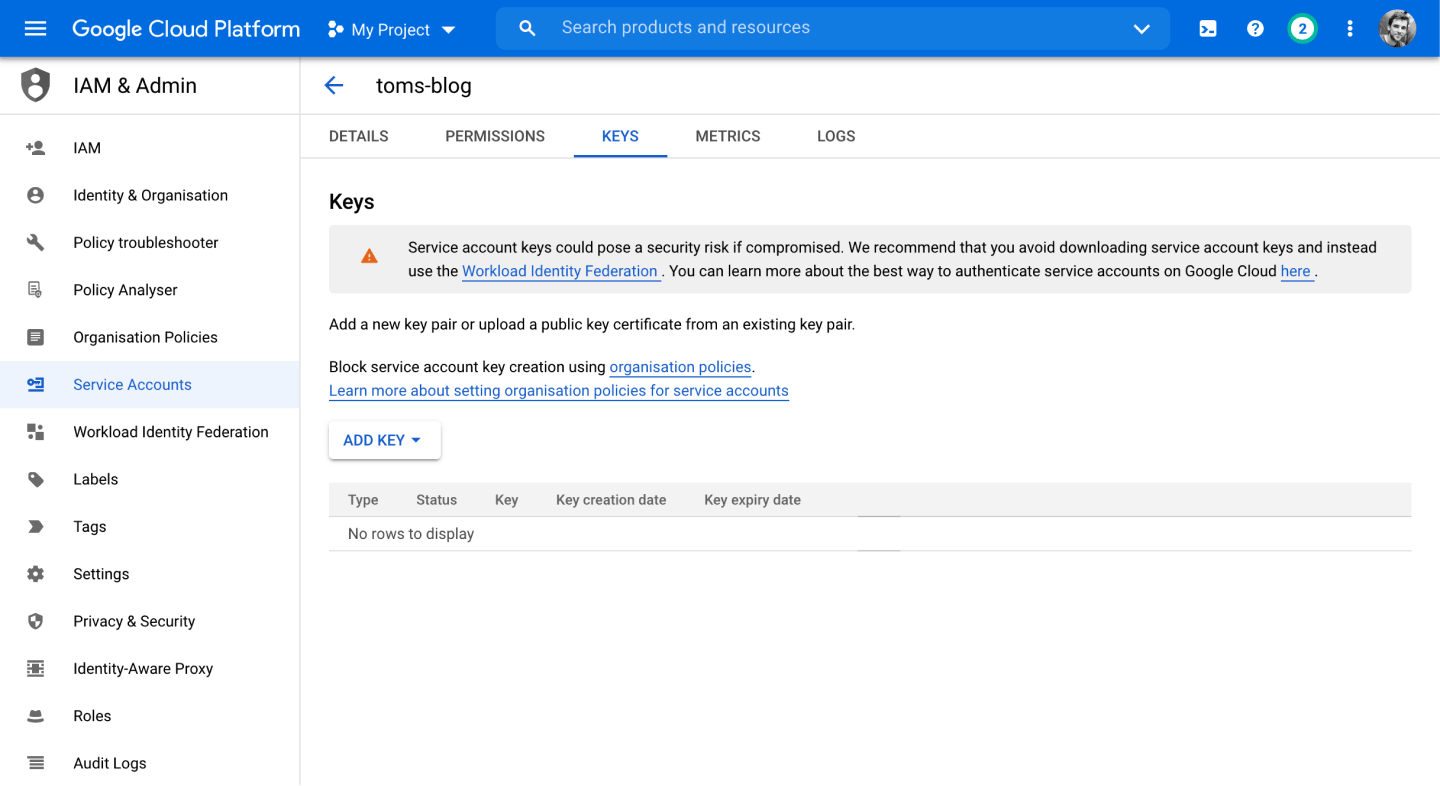 Google Cloud Platform
My Project
Search products and resources
2
IAM & Admin
toms-blog
DETAILS
PERMISSIONS
KEYS
METRICS
LOGS
IAM
Identity & Organisation
Policy troubleshooter
Policy Analyser
Organisation Policies
Service Accounts
Workload Identity Federation
Labels
Tags
Settings
Privacy & Security
Identity-Aware Proxy
Roles
Audit Logs
Keys
Service account keys could pose a security risk if compromised. We recommend that you avoid downloading service account keys and instead
use the Workload Identity Federation . You can learn more about the best way to authenticate service accounts on Google Cloud here .
Add a new key pair or upload a public key certificate from an existing key pair.
Block service account key creation using organisation policies.
Learn more about setting organisation policies for service accounts
ADD KEY
Type Status Key Key creation date Key expiry date
No rows to display